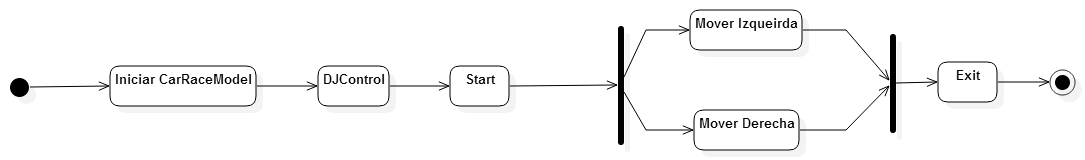 Iniciar CarRaceModel
DJControl
Start
Mover Izqueirda
Mover Derecha
Exit